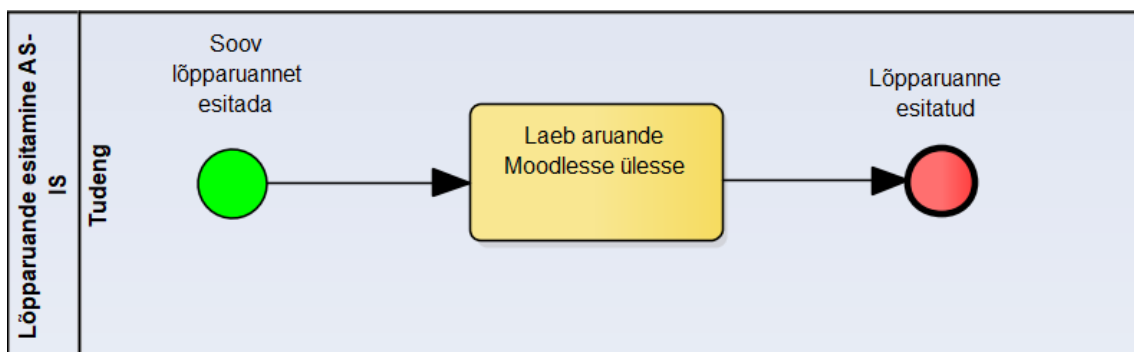 Lõpparuande esitamine AS-
IS
Tudeng
Soov
lõpparuannet
esitada
Laeb aruande
Moodlesse ülesse
Lõpparuanne
esitatud